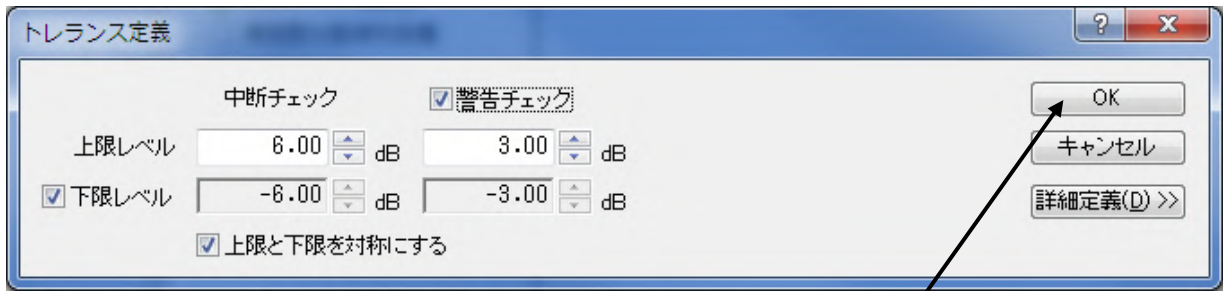 トレランス定義
中断チェック 警告チェック
上限レベル 6.00 dB 3.00 dB
下限レベル -6.00 dB -3.00 dB
上限と下限を対称にする
OK
キャンセル
詳細定義(D) >>